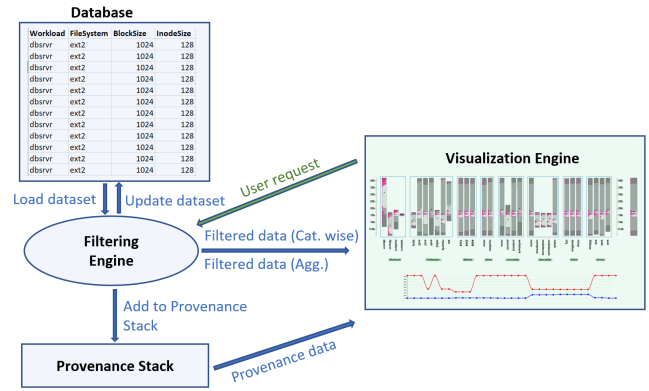 Database
Workload FileSystem BlockSize InodeSize
dbsrvr ext2 1024 128
dbsrvr ext2 1024 128
dbsrvr ext2 1024 128
dbsrvr ext2 1024 128
dbsrvr ext2 1024 128
dbsrvr ext2 1024 128
dbsrvr ext2 1024 128
dbsrvr ext2 1024 128
dbsrvr ext2 1024 128
dbsrvr ext2 1024 128
dbsrvr ext2 1024 128
dbsrvr ext2 1024 128
Load dataset
Update dataset
User request
Visualization Engine
Filtering
Engine
Filtered data (Cat. wise)
Filtered data (Agg.)
Add to Provenance
Stack
Provenance Stack
Provenance data